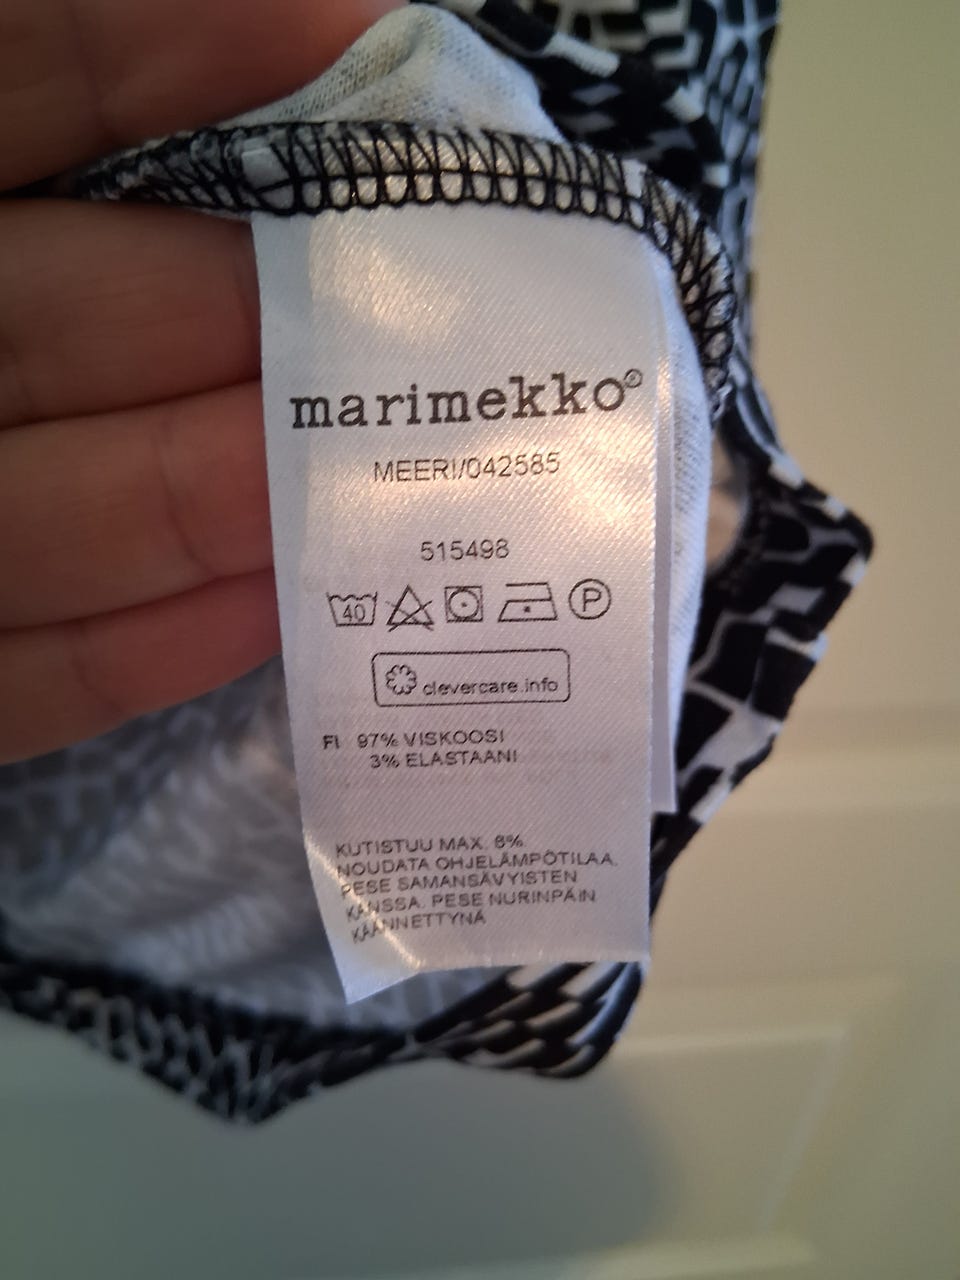 marimekko®
MEERI/042585
515498
40 P
clevercare.info
FI 97% VISKOOSI
3% ELASTAANI
KUTISTUU MAX. 6%.
NOUDATA OHJELÄMPÖTILAA.
PESE SAMANSÄVYISTEN
KANSSA. PESE NURINPÄIN
KÄÄNNETTYNÄ